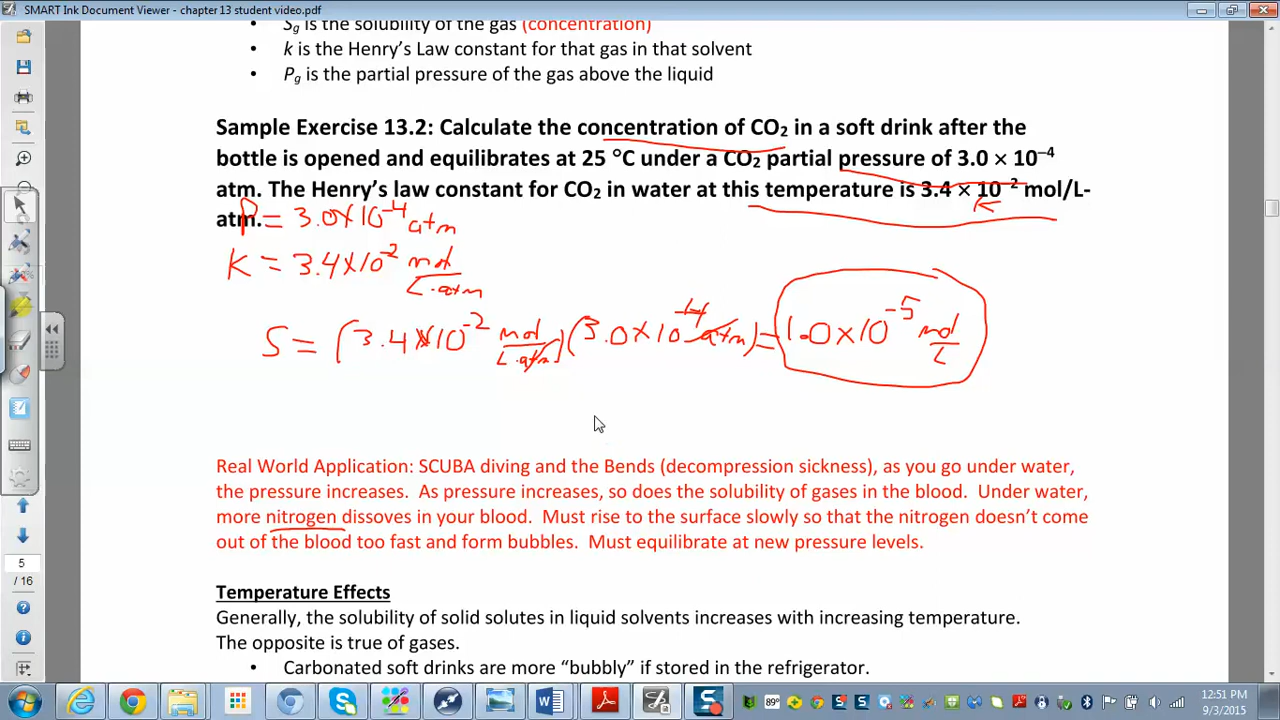 SMART Ink Document Viewer - chapter 13 student video.pdf
• Sg is the solubility of the gas (concentration)
• k is the Henry's Law constant for that gas in that solvent
• Pg is the partial pressure of the gas above the liquid
Sample Exercise 13.2: Calculate the concentration of CO₂ in a soft drink after the
bottle is opened and equilibrates at 25 °C under a CO₂ partial pressure of 3.0 × 10⁻⁴
atm. The Henry's law constant for CO₂ in water at this temperature is 3.4 × 10⁻² mol/L-
atm.
P = 3.0x10⁻⁴ atm
K = 3.4x10⁻² mol/L·atm
S = (3.4x10⁻² mol/L·atm)(3.0x10⁻⁴ atm) = 1.0x10⁻⁵ mol/L
Real World Application: SCUBA diving and the Bends (decompression sickness), as you go under water,
the pressure increases. As pressure increases, so does the solubility of gases in the blood. Under water,
more nitrogen dissoves in your blood. Must rise to the surface slowly so that the nitrogen doesn't come
out of the blood too fast and form bubbles. Must equilibrate at new pressure levels.
Temperature Effects
Generally, the solubility of solid solutes in liquid solvents increases with increasing temperature.
The opposite is true of gases.
• Carbonated soft drinks are more "bubbly" if stored in the refrigerator.
5
/ 16
89°
12:51 PM
9/3/2015